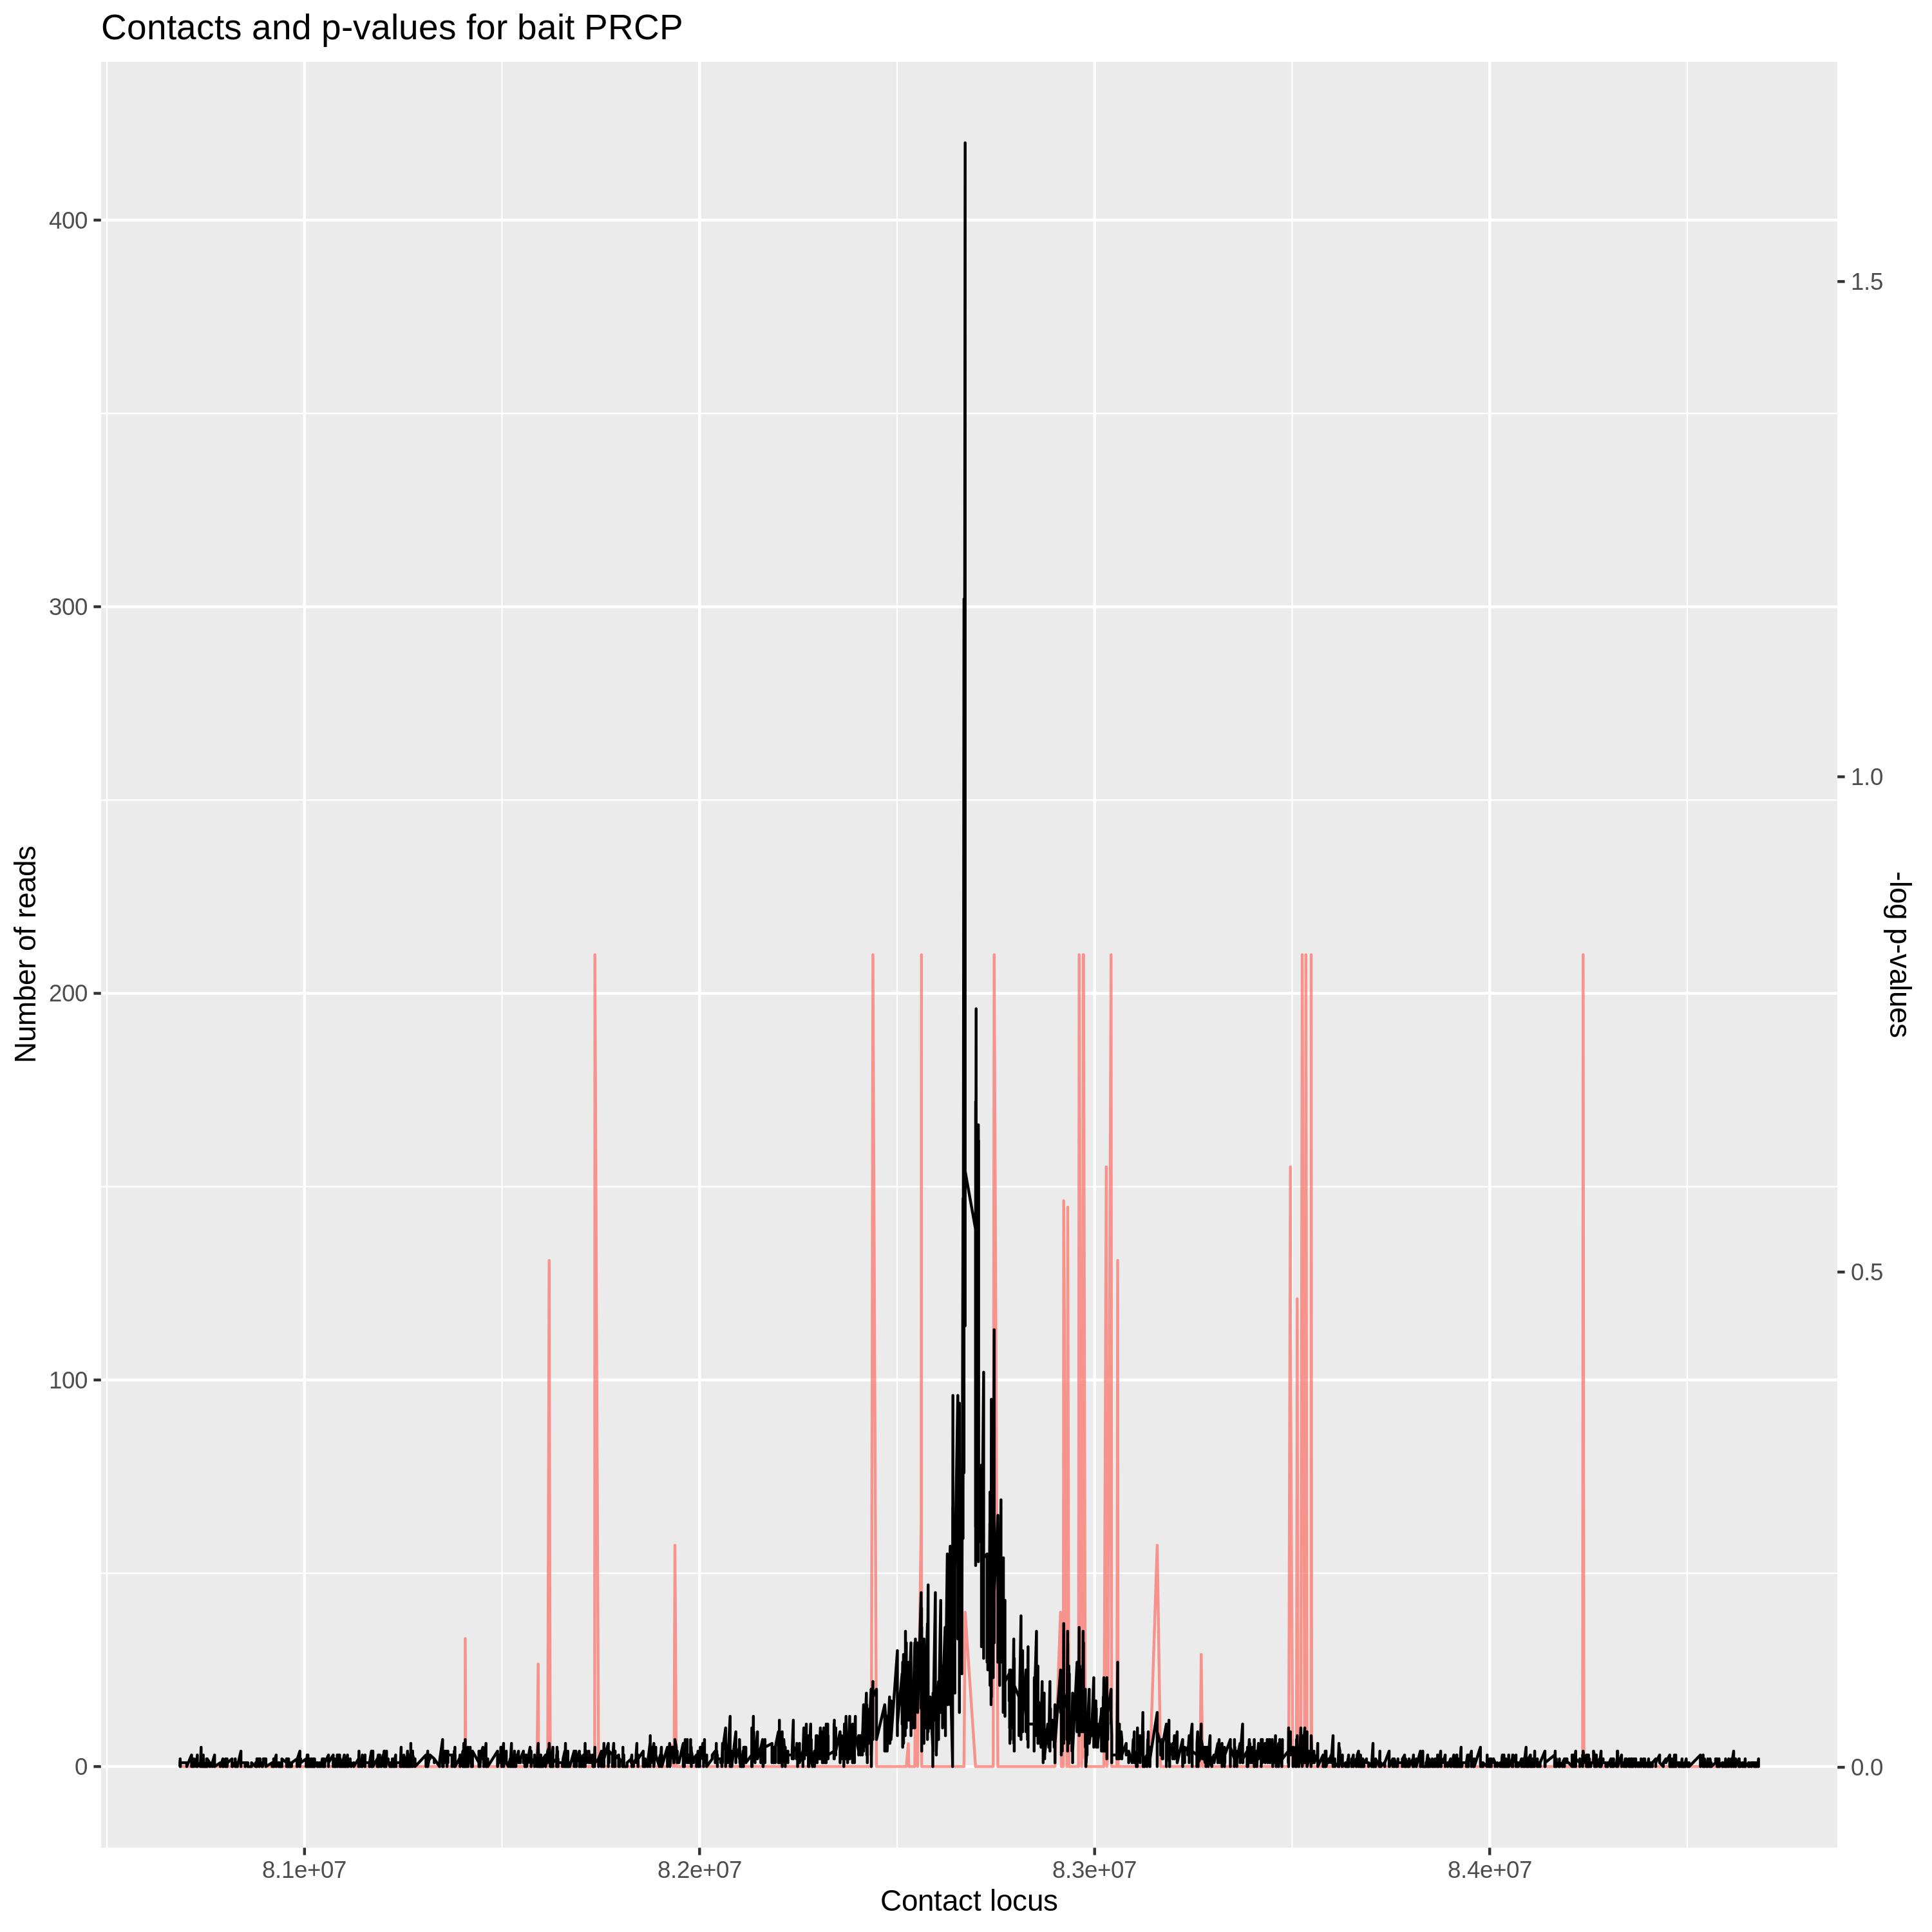 Contacts and p-values for bait PRCP
400
300
200
100
0
Number of reads
1.5
1.0
0.5
0.0
-log p-values
8.1e+07
8.2e+07
8.3e+07
8.4e+07
Contact locus